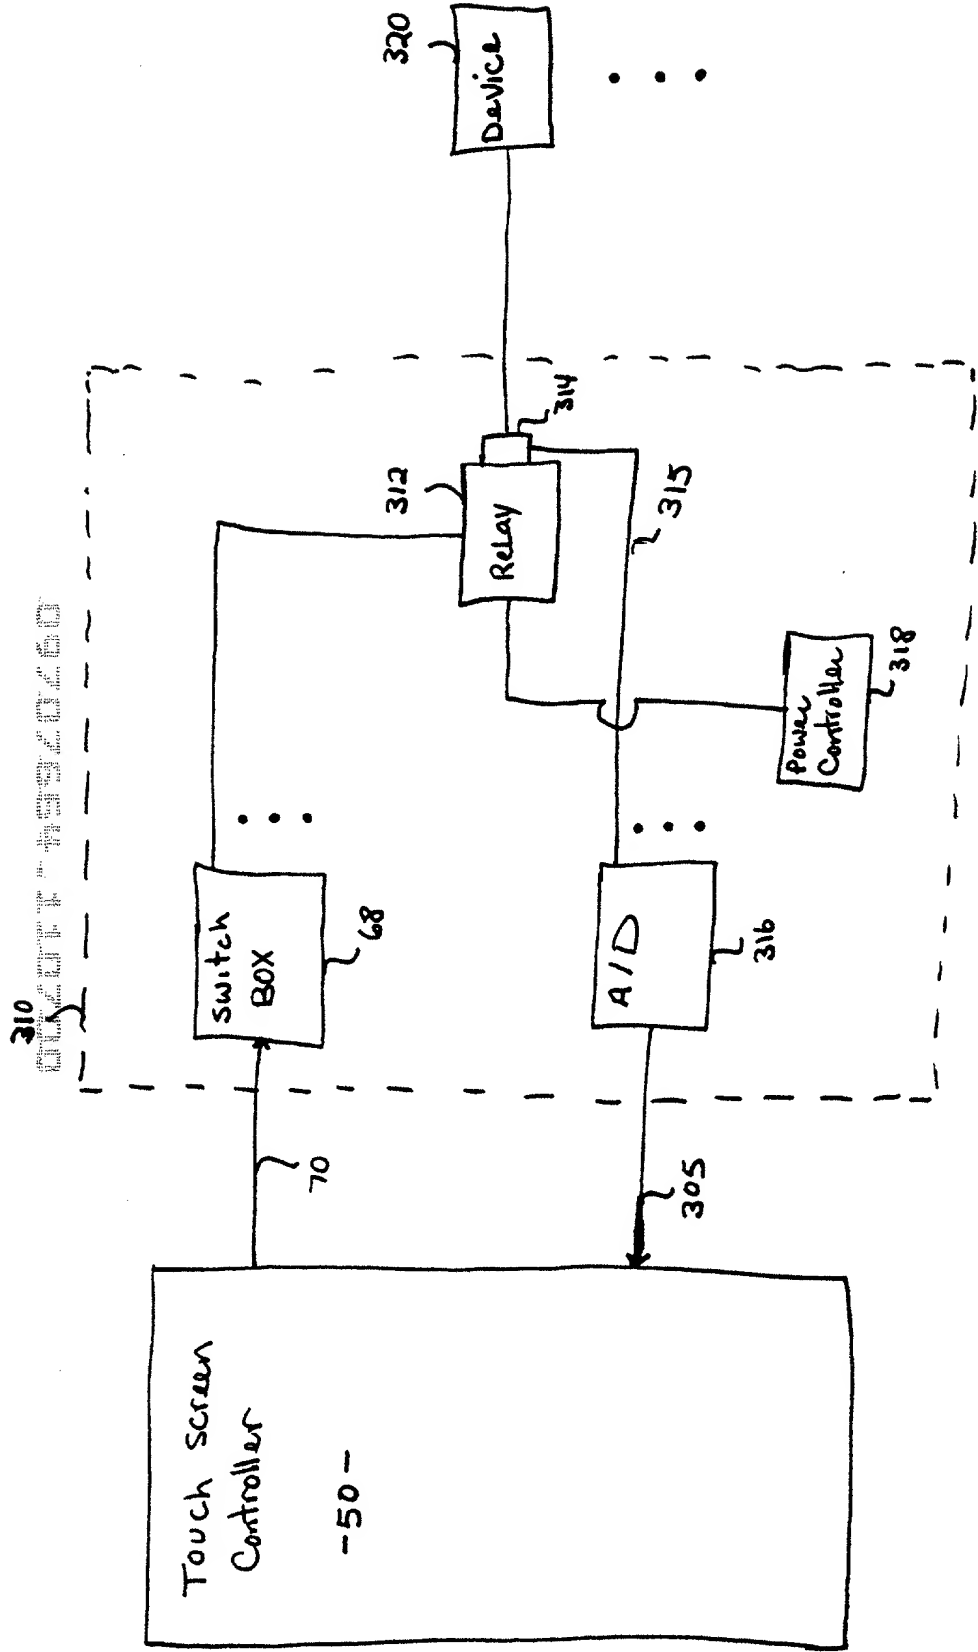 Touch screen
Controller
-50-
70
305
310
Switch
BOX
68
A/D
316
Power
Controller
318
312
Relay
314
315
320
Device